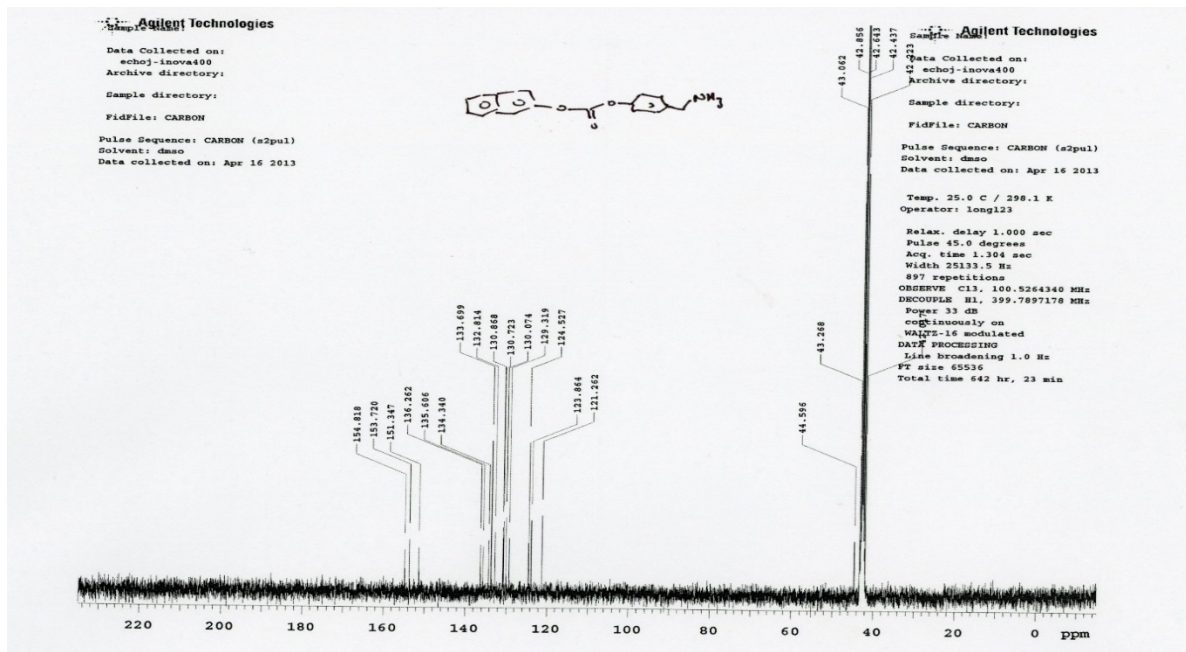 Agilent Technologies
Sample Name:
Data Collected on:
echoj-inova400
Archive directory:
Sample directory:
FidFile: CARBON
Pulse Sequence: CARBON (s2pul)
Solvent: dmso
Data collected on: Apr 16 2013
O
O
O
NH3
154.818
153.720
151.347
136.262
135.606
134.340
133.699
132.814
130.868
130.723
130.074
129.319
124.527
123.864
121.262
44.596
43.268
43.062
42.856
42.643
42.437
42.223
Agilent Technologies
Sample Name:
Data Collected on:
echoj-inova400
Archive directory:
Sample directory:
FidFile: CARBON
Pulse Sequence: CARBON (s2pul)
Solvent: dmso
Data collected on: Apr 16 2013
Temp. 25.0 C / 298.1 K
Operator: long123
Relax. delay 1.000 sec
Pulse 45.0 degrees
Acq. time 1.304 sec
Width 25133.5 Hz
897 repetitions
OBSERVE C13, 100.5264340 MHz
DECOUPLE H1, 399.7897178 MHz
Power 33 dB
continuously on
WALTZ-16 modulated
DATA PROCESSING
Line broadening 1.0 Hz
FT size 65536
Total time 642 hr, 23 min
220 200 180 160 140 120 100 80 60 40 20 0 ppm